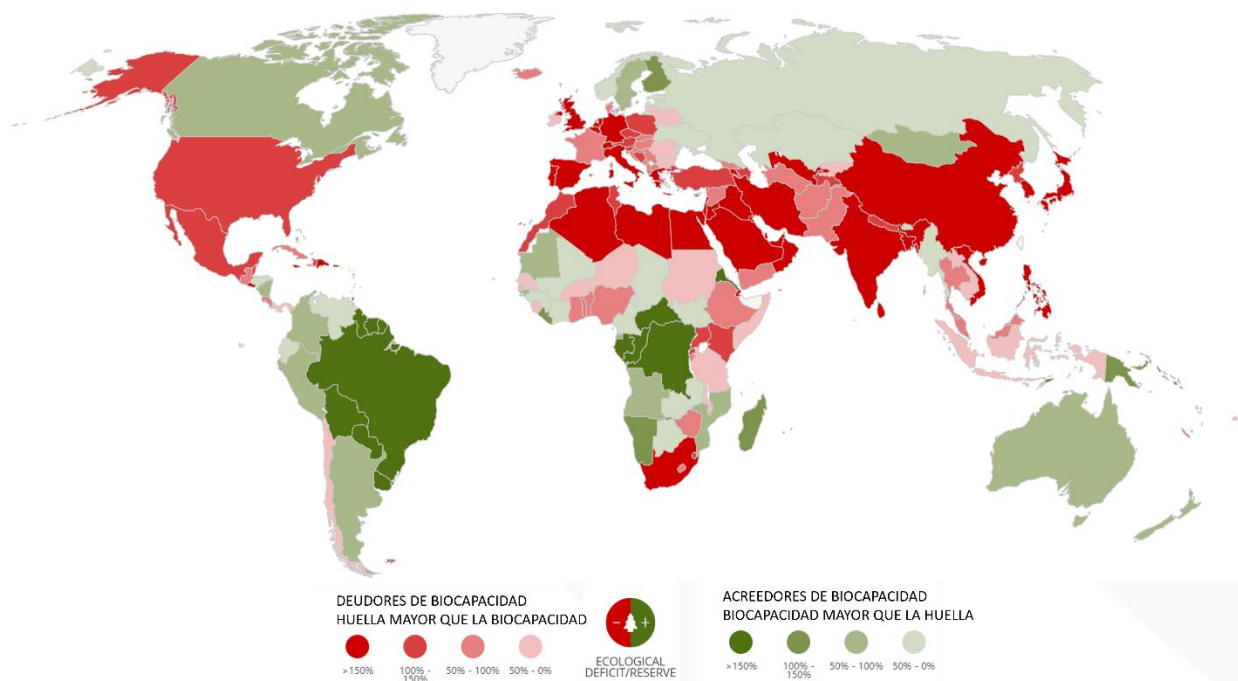 DEUDORES DE BIOCAPACIDAD
HUELLA MAYOR QUE LA BIOCAPACIDAD
>150%
100% -
150%
50% - 100%
50% - 0%
- +
ECOLOGICAL
DEFICIT/RESERVE
ACREEDORES DE BIOCAPACIDAD
BIOCAPACIDAD MAYOR QUE LA HUELLA
>150%
100% -
150%
50% - 100%
50% - 0%